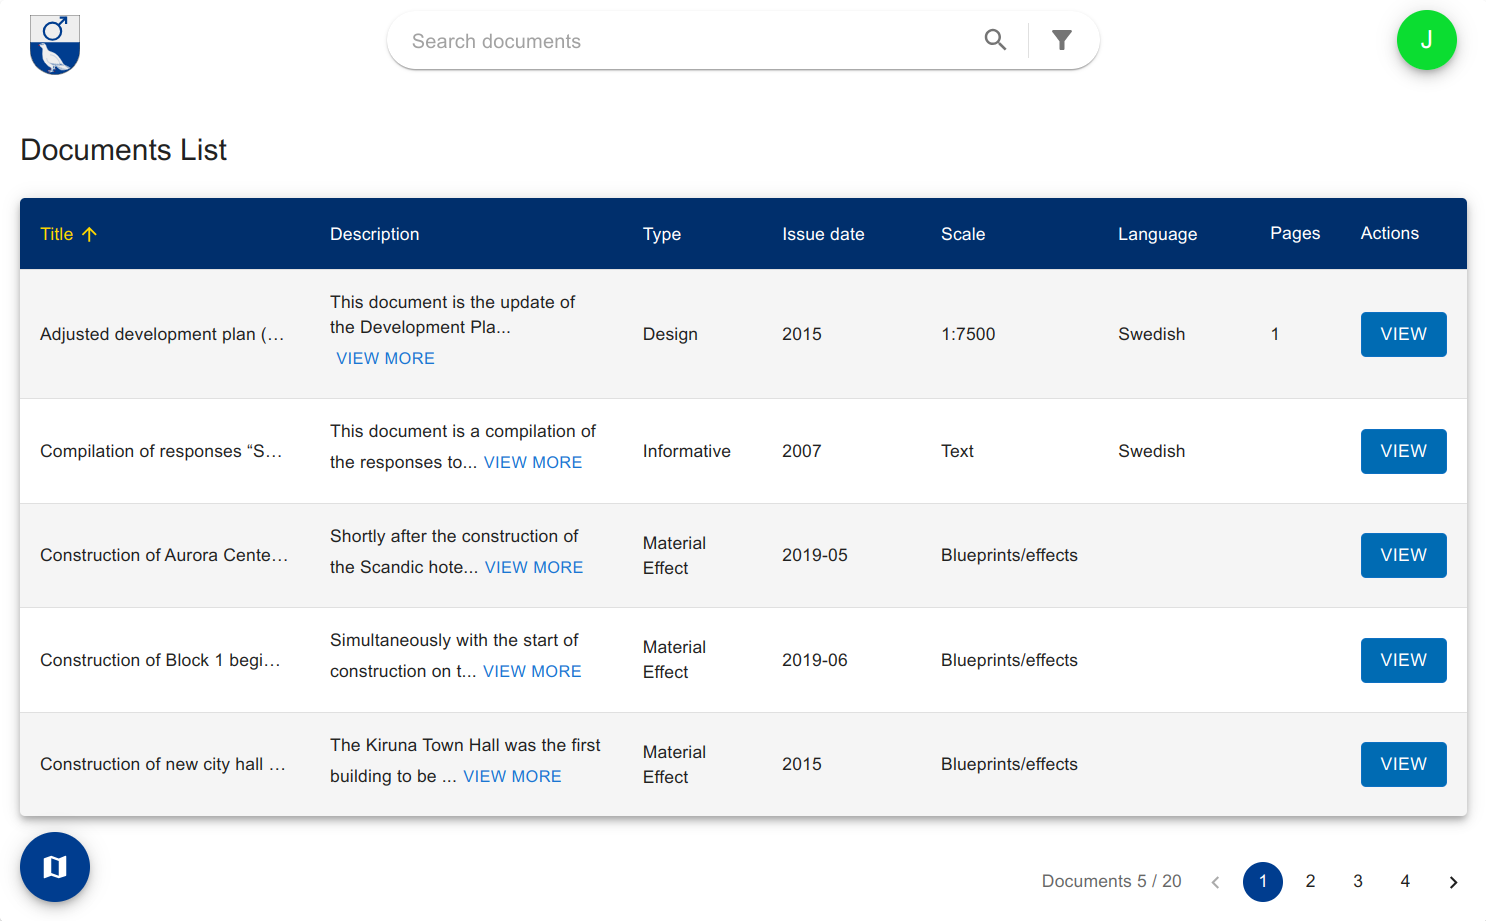 Search documents
J
Documents List
Title Description Type Issue date Scale Language Pages Actions
This document is the update of
the Development Pla...
Adjusted development plan (... Design 2015 1:7500 Swedish 1 VIEW
VIEW MORE
This document is a compilation of
Compilation of responses “S... Informative 2007 Text Swedish VIEW
the responses to... VIEW MORE
Shortly after the construction of
Material
Construction of Aurora Cente... 2019-05 Blueprints/effects VIEW
the Scandic hote... VIEW MORE Effect
Simultaneously with the start of
Material
Construction of Block 1 begi... 2019-06 Blueprints/effects VIEW
construction on t... VIEW MORE Effect
The Kiruna Town Hall was the first
Material
Construction of new city hall ... 2015 Blueprints/effects VIEW
building to be ... VIEW MORE Effect
Documents 5 / 20 1 2 3 4